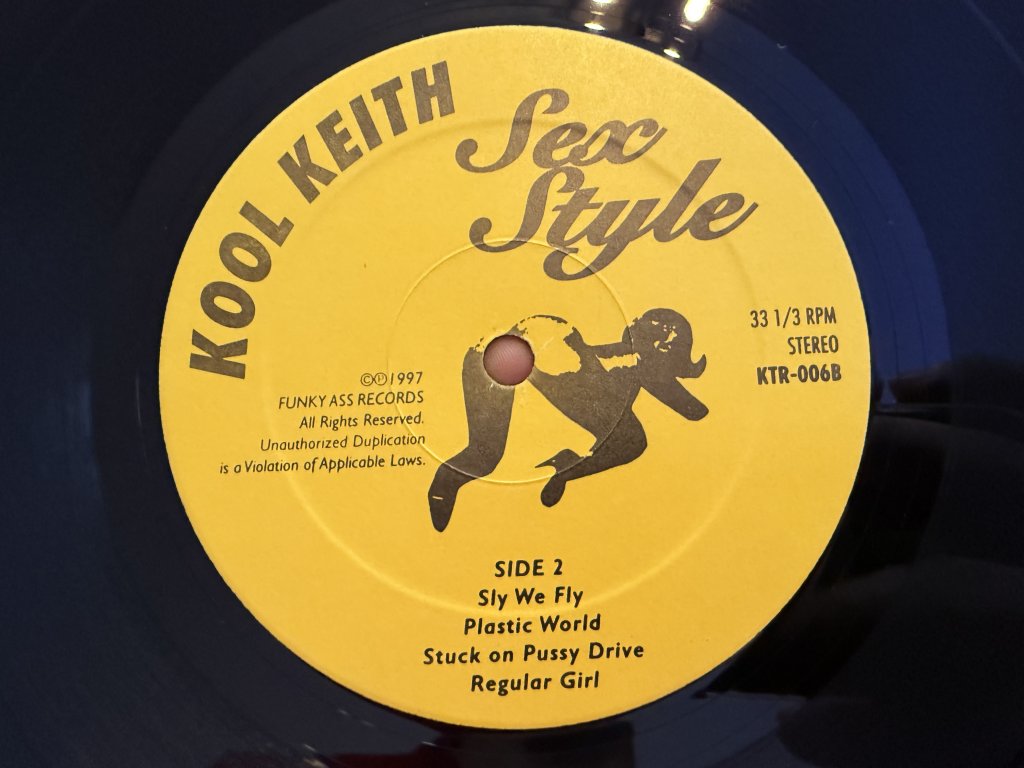 KOOL KEITH
Sex
Style
33 1/3 RPM
STEREO
KTR-006B
©℗1997
FUNKY ASS RECORDS
All Rights Reserved.
Unauthorized Duplication
is a Violation of Applicable Laws.
SIDE 2
Sly We Fly
Plastic World
Stuck on Pussy Drive
Regular Girl